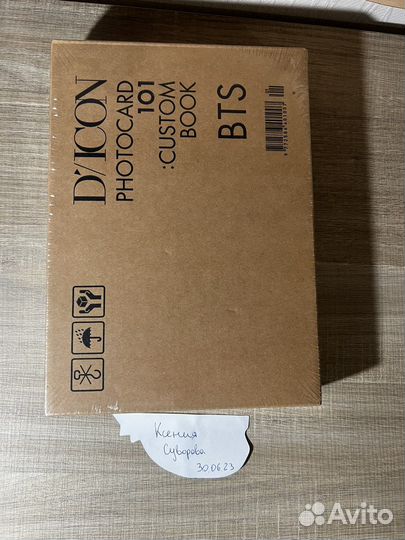 D/ICON
PHOTOCARD
101
:CUSTOM
BOOK
BTS
Ксения
Суворова
30.06.23
Avito